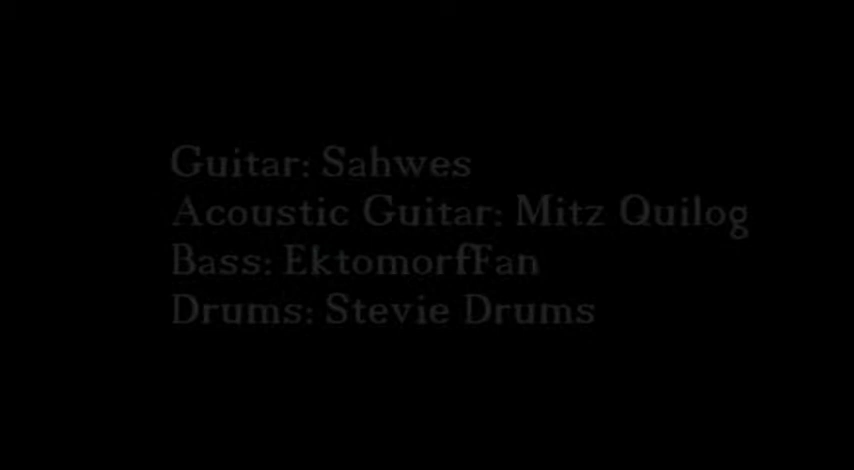 Guitar: Sahwes
Acoustic Guitar: Mitz Quilog
Bass: EktomorfFan
Drums: Stevie Drums